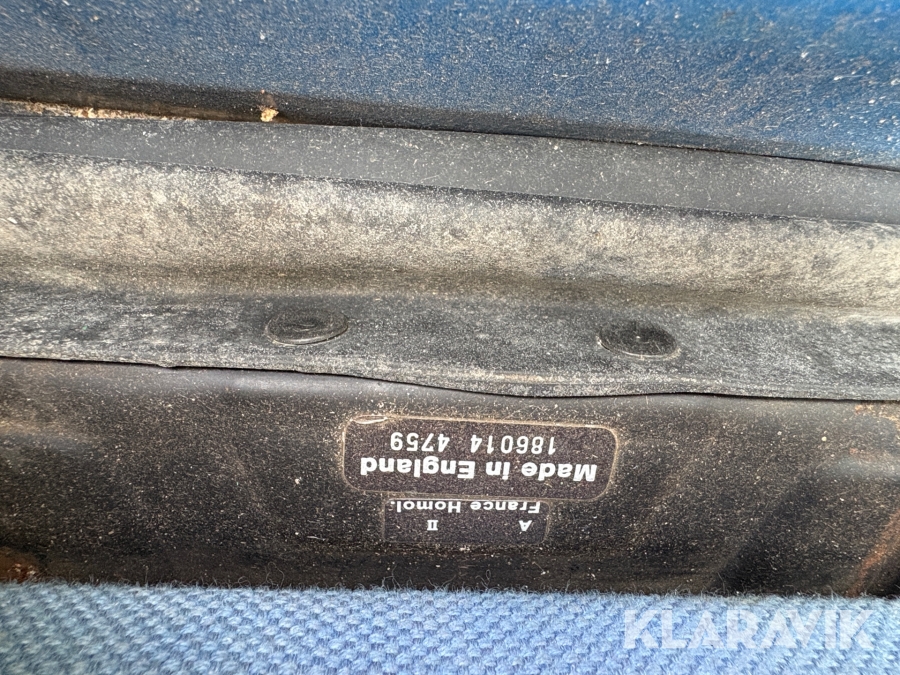 A II
France Homol.
Made in England
186014 4759
KLARAVIK